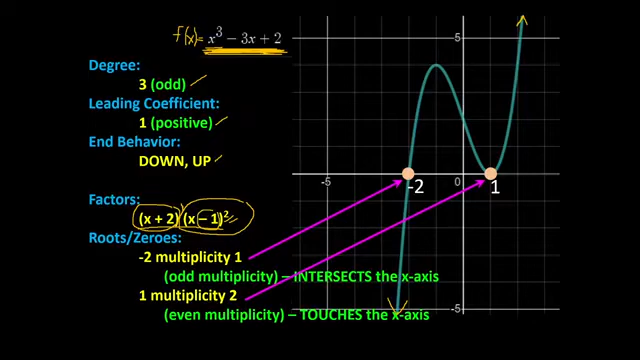 f(x) = x³ − 3x + 2
Degree:
3 (odd)
Leading Coefficient:
1 (positive)
End Behavior:
DOWN, UP
Factors:
(x + 2) (x − 1)²
Roots/Zeroes:
-2 multiplicity 1
(odd multiplicity) – INTERSECTS the x-axis
1 multiplicity 2
(even multiplicity) – TOUCHES the x-axis
5
-5
-2
0
1
-5